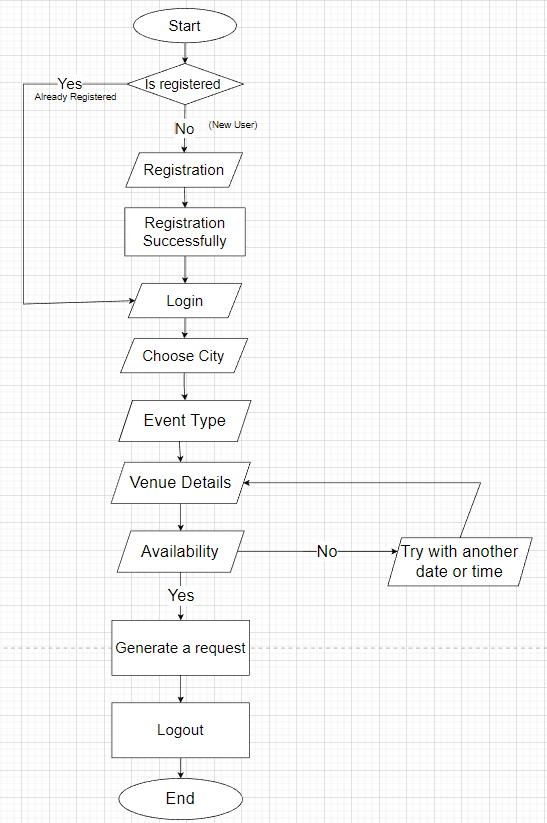 Start
Is registered
Yes
Already Registered
No
(New User)
Registration
Registration
Successfully
Login
Choose City
Event Type
Venue Details
Availability
No
Try with another
date or time
Yes
Generate a request
Logout
End